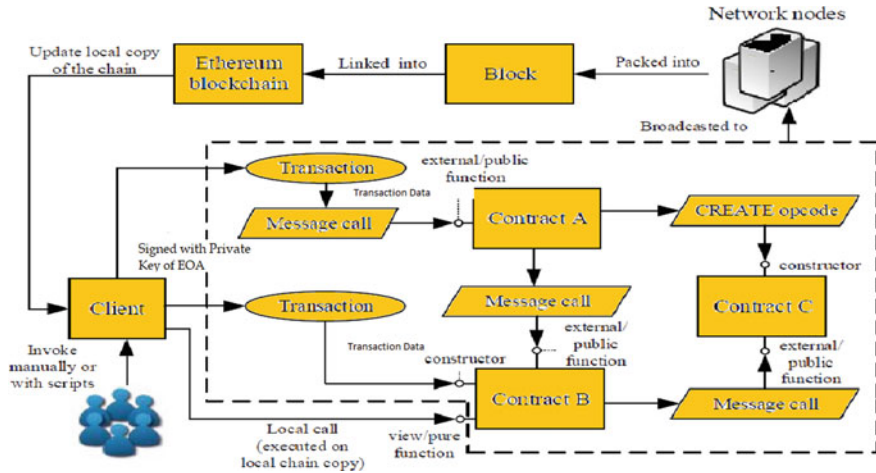 Network nodes
Update local copy
of the chain
Ethereum
blockchain
Linked into
Block
Packed into
Broadcasted to
Transaction
external/public
function
Transaction Data
Message call
Contract A
CREATE opcode
Signed with Private
Key of EOA
constructor
Client
Transaction
Message call
Contract C
Transaction Data
external/
public
function
external/
public
function
Invoke
manually or
with scripts
constructor
Contract B
Message call
Local call
(executed on
local chain copy)
view/pure
function